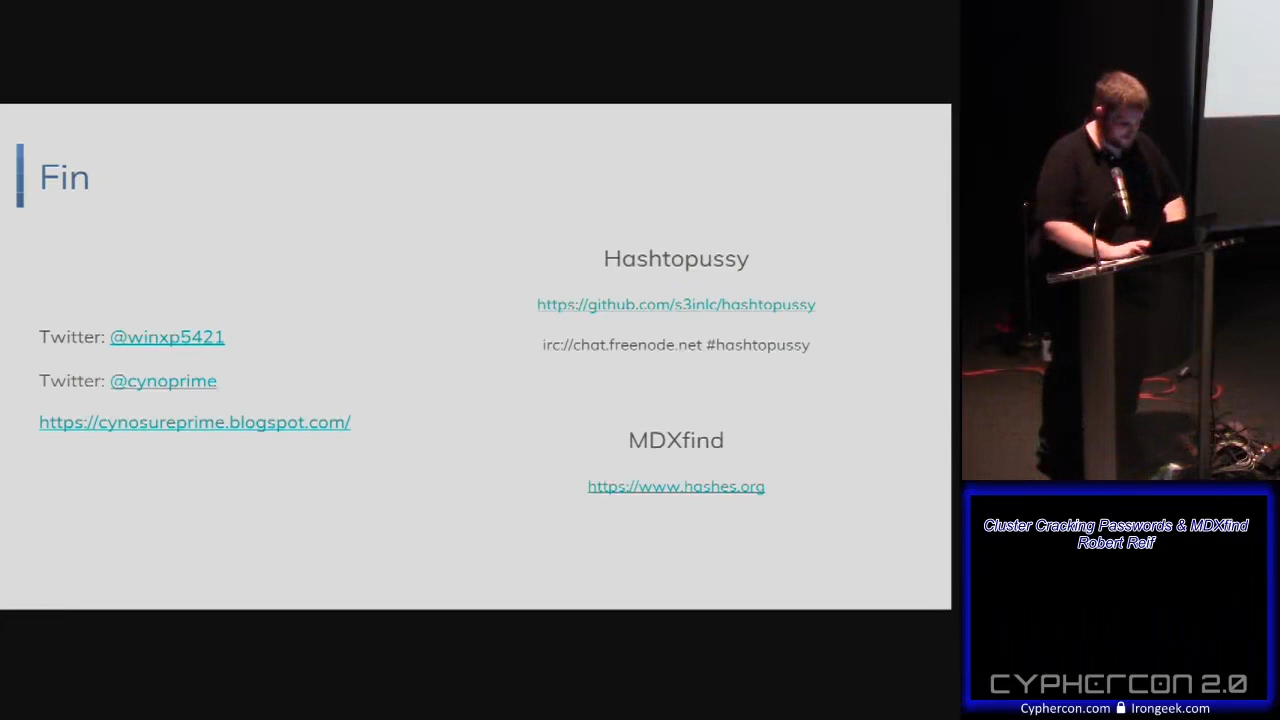 Fin
Twitter: @winxp5421
Twitter: @cynoprime
https://cynosureprime.blogspot.com/
Hashtopussy
https://github.com/s3inlc/hashtopussy
irc://chat.freenode.net #hashtopussy
MDXfind
https://www.hashes.org
Cluster Cracking Passwords & MDXfind
Robert Reif
CYPHERCON 2.0
Cyphercon.com Irongeek.com